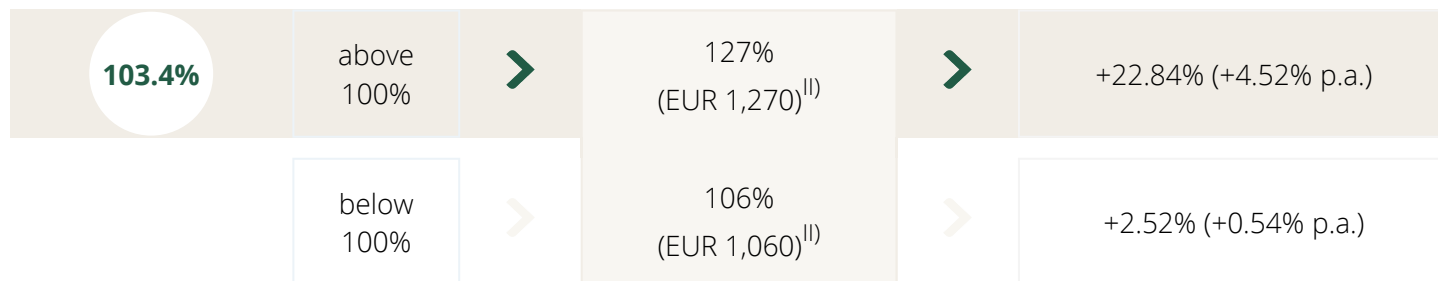 103.4%
above
100%
127%
(EUR 1,270)II)
+22.84% (+4.52% p.a.)
below
100%
106%
(EUR 1,060)II)
+2.52% (+0.54% p.a.)